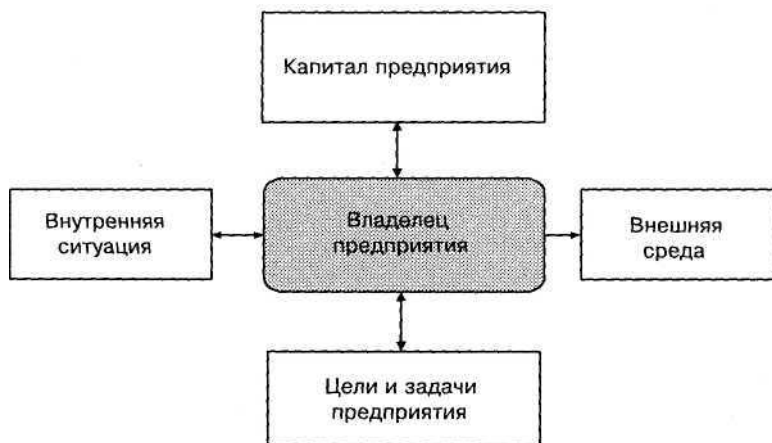 Капитал предприятия
Внутренняя
ситуация
Владелец
предприятия
Внешняя
среда
Цели и задачи
предприятия